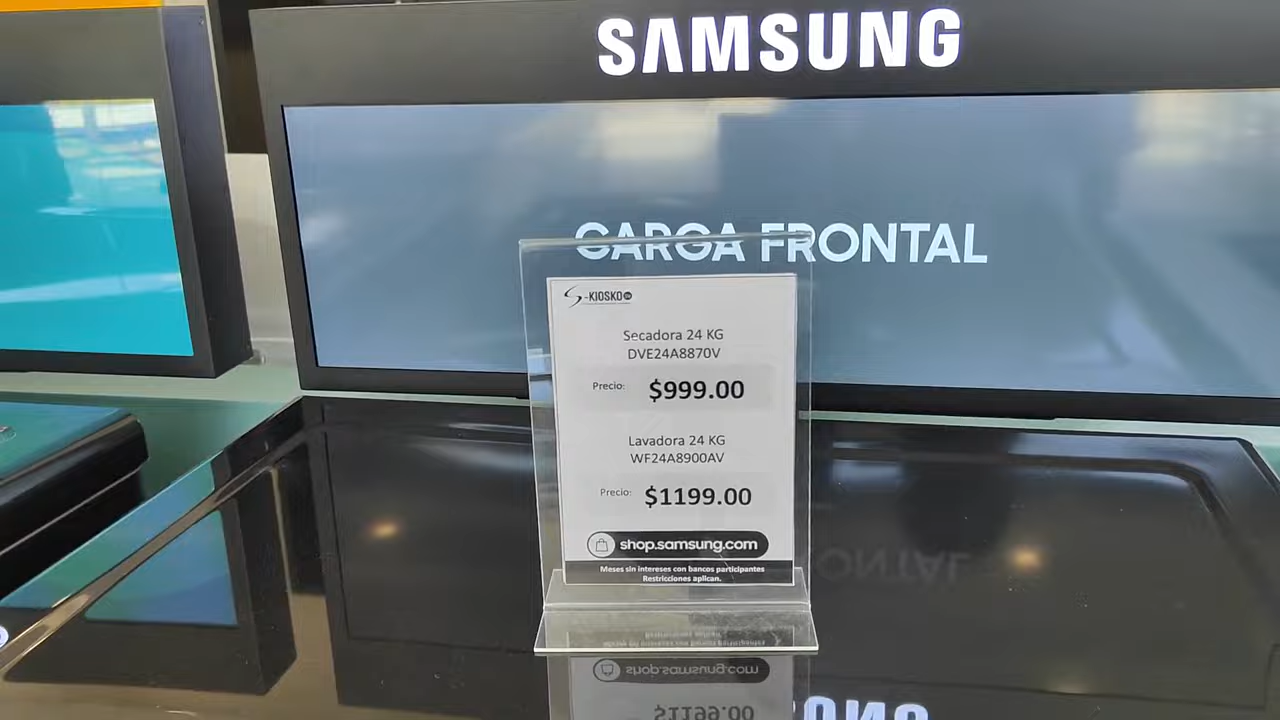 SAMSUNG
CARGA FRONTAL
S-KIOSKO
Secadora 24 KG
DVE24A8870V
Precio: $999.00
Lavadora 24 KG
WF24A8900AV
Precio: $1199.00
shop.samsung.com
Meses sin intereses con bancos participantes
Restricciones aplican.